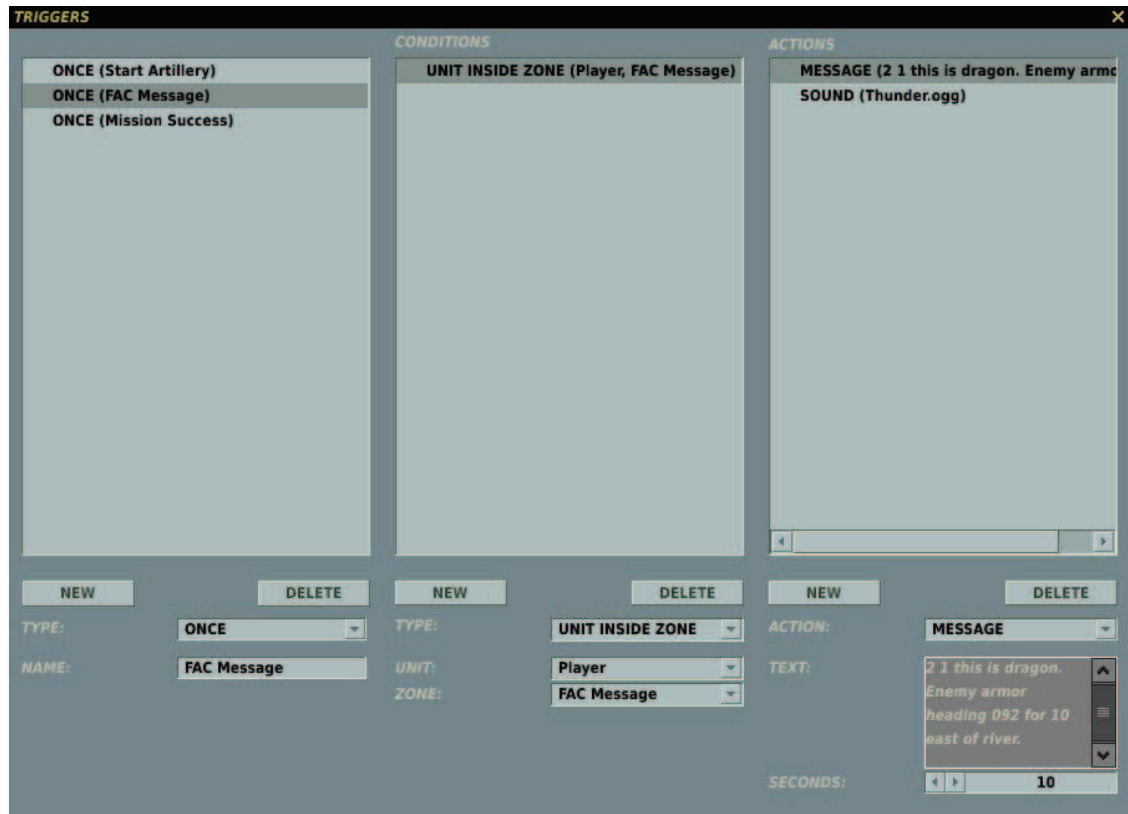 TRIGGERS
CONDITIONS
ACTIONS
ONCE (Start Artillery)
ONCE (FAC Message)
ONCE (Mission Success)
UNIT INSIDE ZONE (Player, FAC Message)
MESSAGE (2 1 this is dragon. Enemy armo
SOUND (Thunder.ogg)
NEW DELETE NEW DELETE NEW DELETE
TYPE: ONCE
NAME: FAC Message
TYPE: UNIT INSIDE ZONE
UNIT: Player
ZONE: FAC Message
ACTION: MESSAGE
TEXT: 2 1 this is dragon.
Enemy armor
heading 092 for 10
east of river.
SECONDS: 10